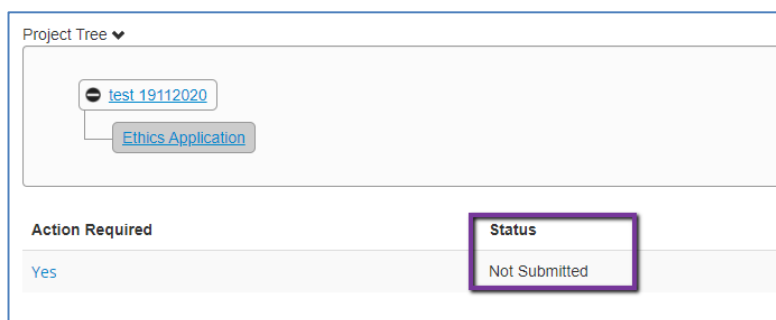 Project Tree
test 19112020
Ethics Application
Action Required Status
Yes Not Submitted